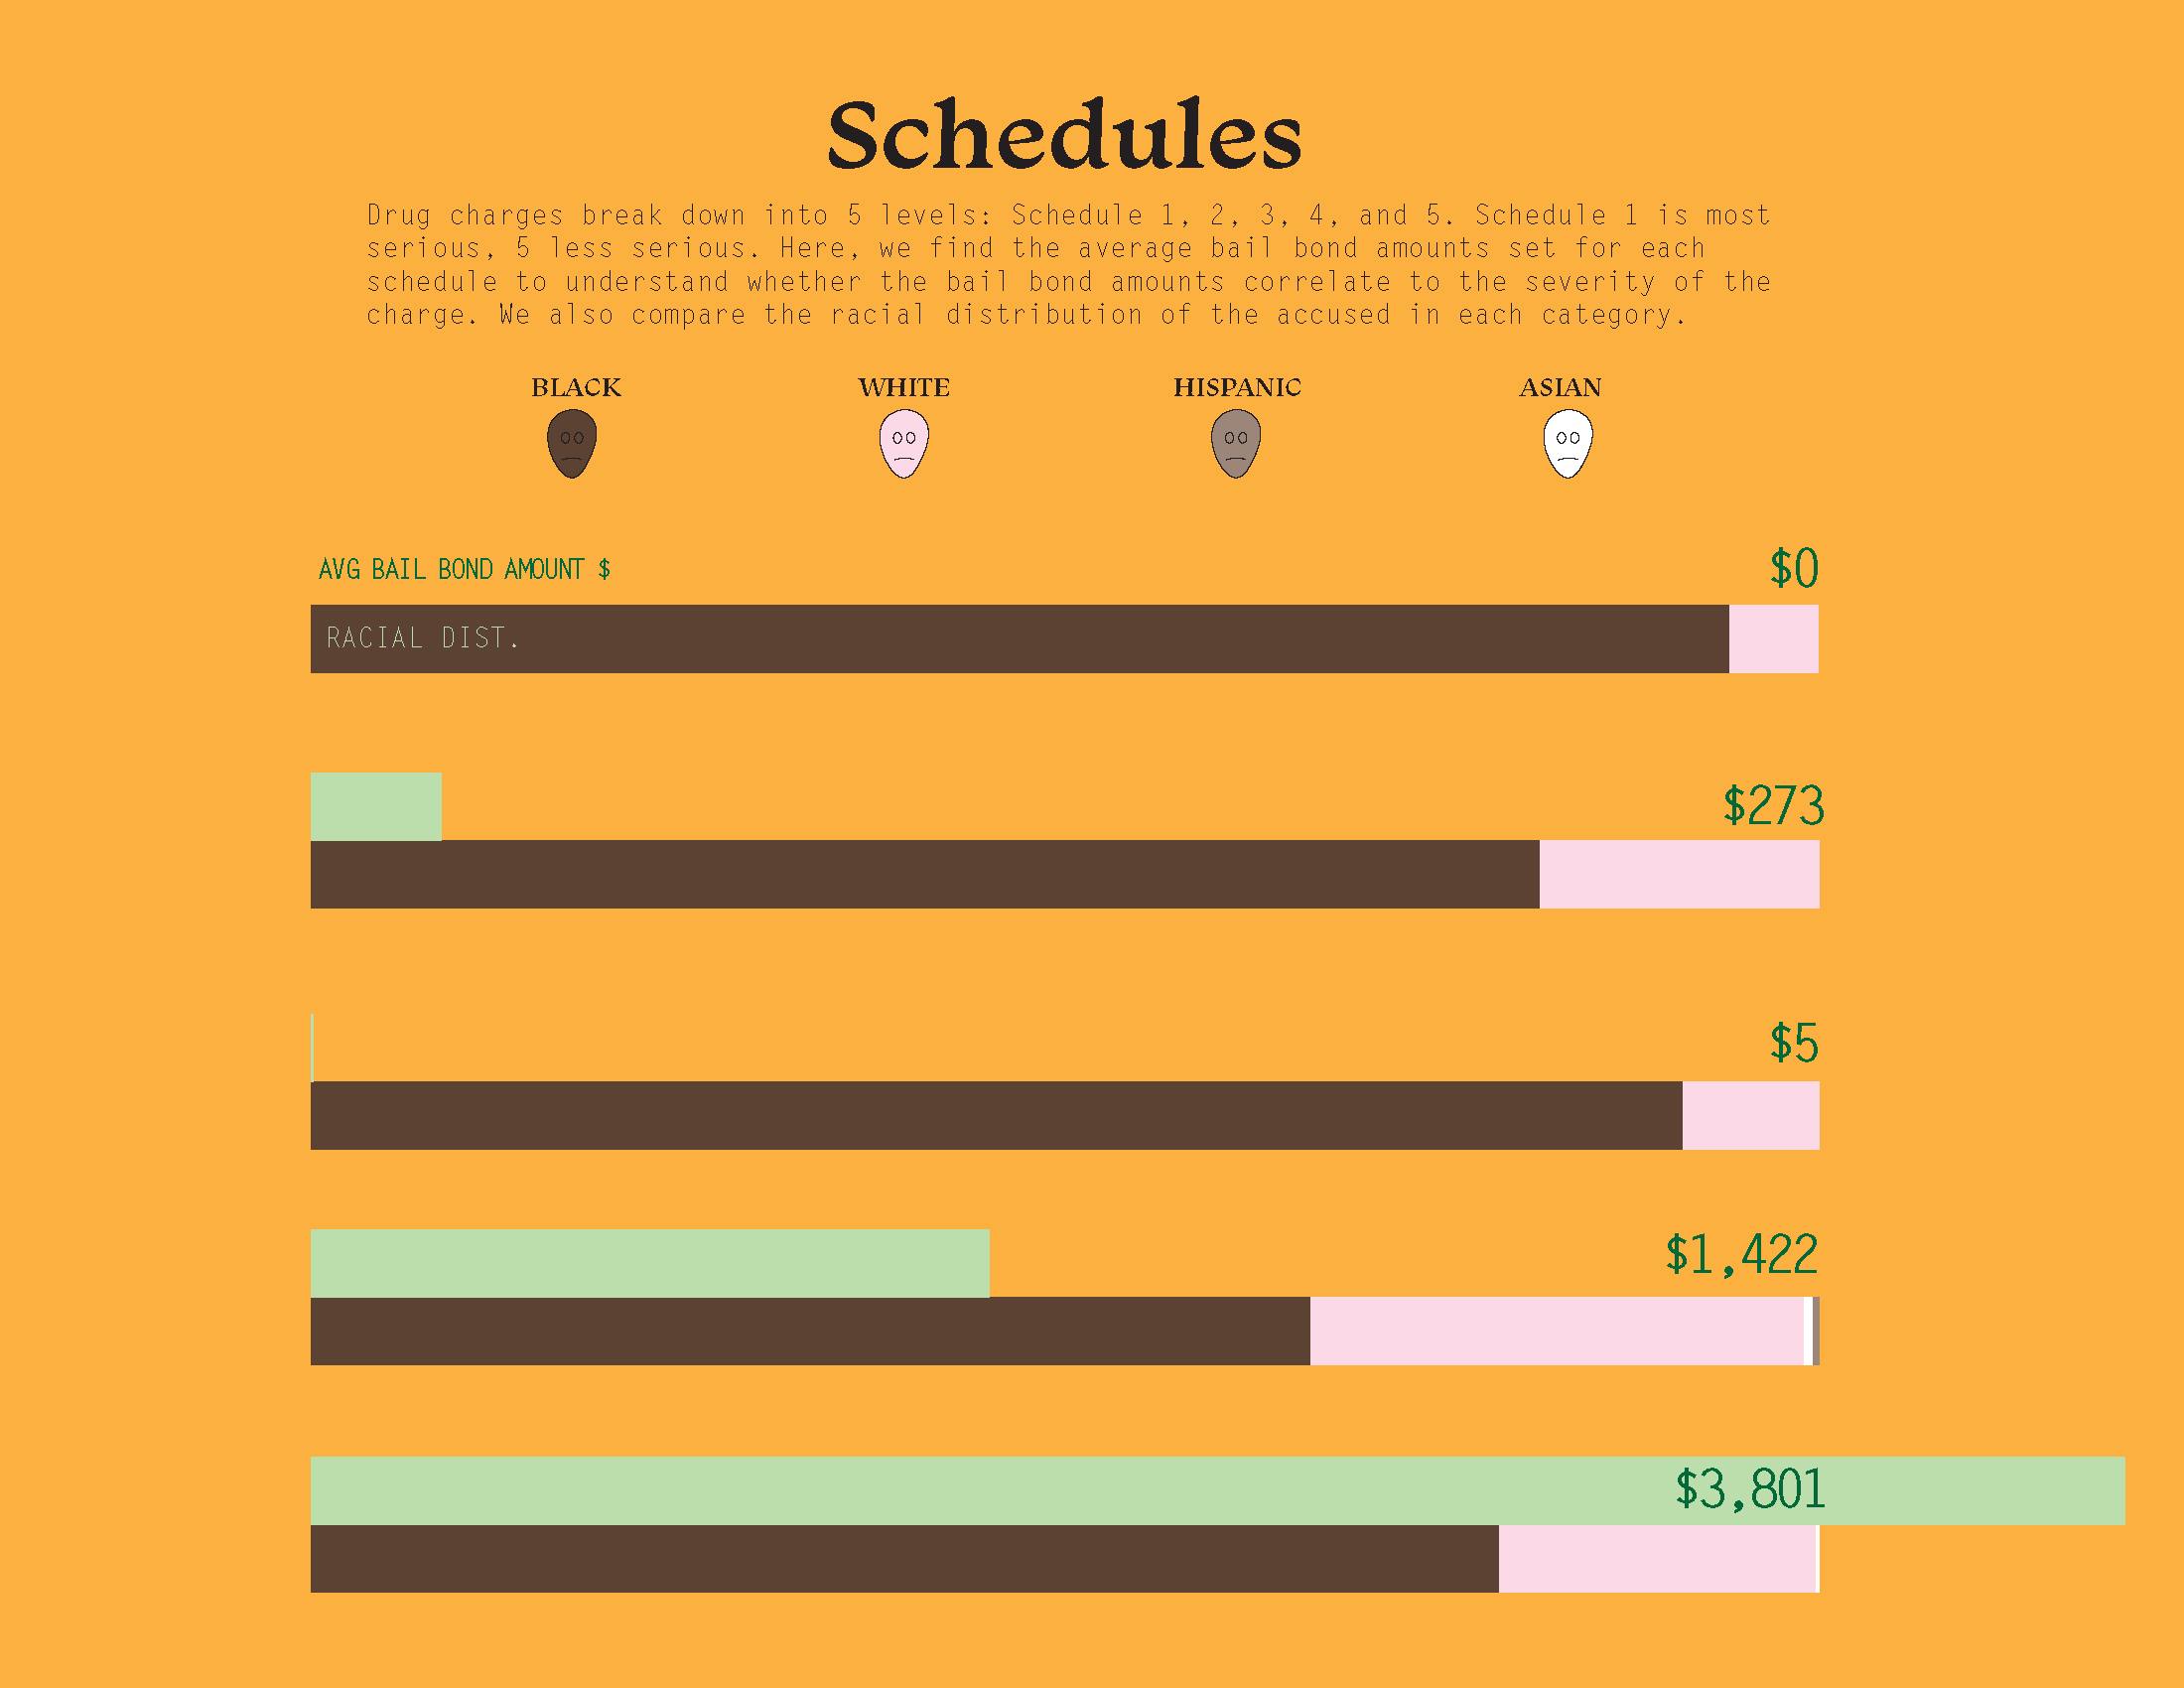 Schedules
Drug charges break down into 5 levels: Schedule 1, 2, 3, 4, and 5. Schedule 1 is most
serious, 5 less serious. Here, we find the average bail bond amounts set for each
schedule to understand whether the bail bond amounts correlate to the severity of the
charge. We also compare the racial distribution of the accused in each category.
BLACK WHITE HISPANIC ASIAN
AVG BAIL BOND AMOUNT $ $0
RACIAL DIST.
$273
$5
$1,422
$3,801